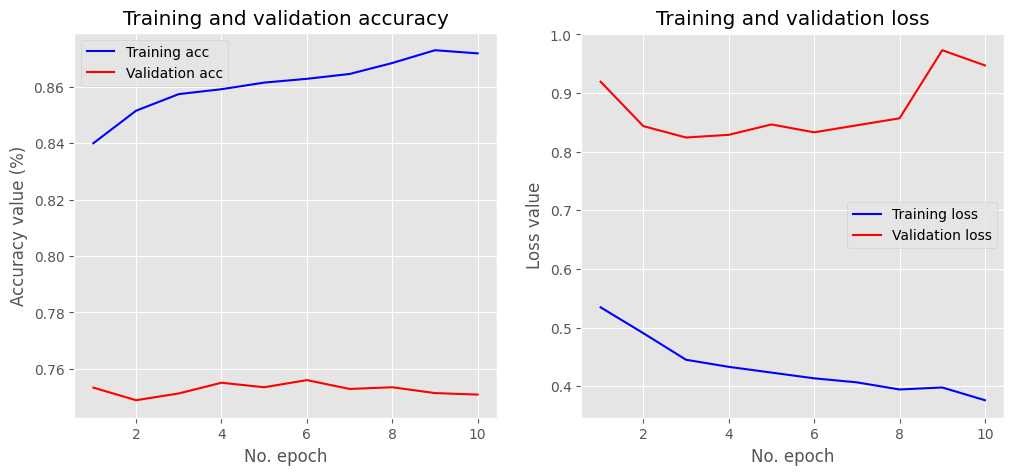 Training and validation accuracy
Training acc
Validation acc
Accuracy value (%)
0.86
0.84
0.82
0.80
0.78
0.76
2 4 6 8 10
No. epoch
Training and validation loss
1.0
0.9
0.8
0.7
0.6
0.5
0.4
Loss value
Training loss
Validation loss
2 4 6 8 10
No. epoch